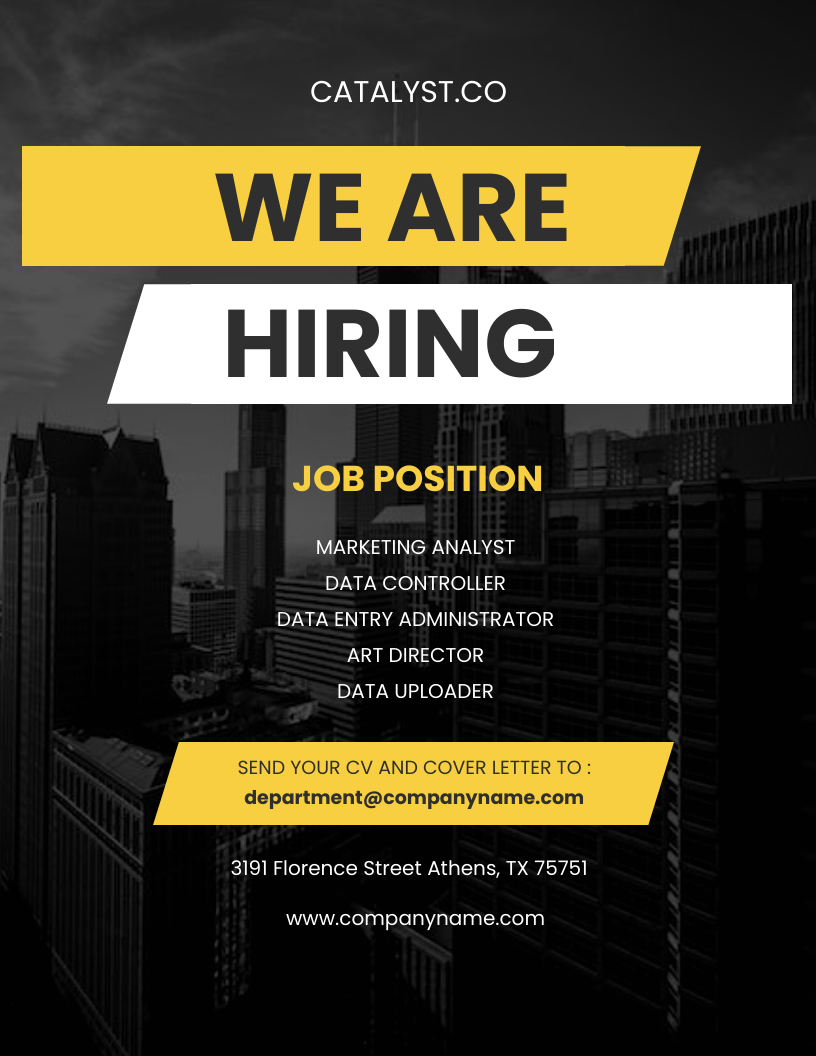 CATALYST.CO
WE ARE
HIRING
JOB POSITION
MARKETING ANALYST
DATA CONTROLLER
DATA ENTRY ADMINISTRATOR
ART DIRECTOR
DATA UPLOADER
SEND YOUR CV AND COVER LETTER TO :
department@companyname.com
3191 Florence Street Athens, TX 75751
www.companyname.com